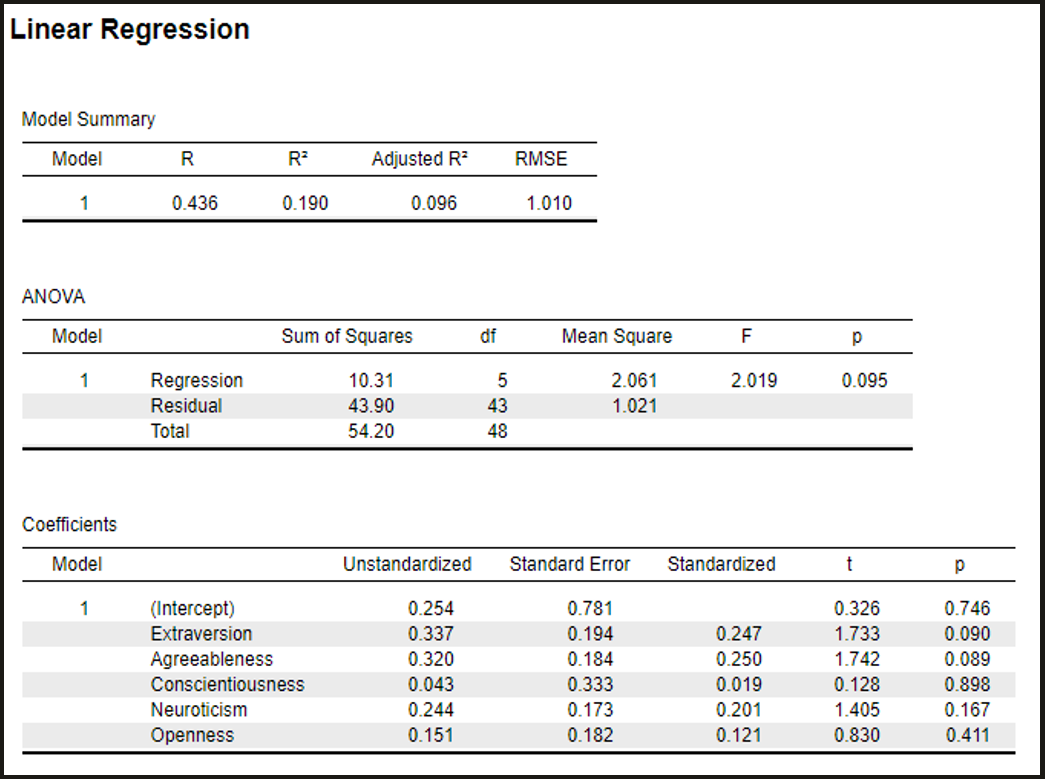 Linear Regression
Model Summary
Model R R² Adjusted R² RMSE
1 0.436 0.190 0.096 1.010
ANOVA
Model Sum of Squares df Mean Square F p
1 Regression 10.31 5 2.061 2.019 0.095
Residual 43.90 43 1.021
Total 54.20 48
Coefficients
Model Unstandardized Standard Error Standardized t p
1 (Intercept) 0.254 0.781 0.326 0.746
Extraversion 0.337 0.194 0.247 1.733 0.090
Agreeableness 0.320 0.184 0.250 1.742 0.089
Conscientiousness 0.043 0.333 0.019 0.128 0.898
Neuroticism 0.244 0.173 0.201 1.405 0.167
Openness 0.151 0.182 0.121 0.830 0.411